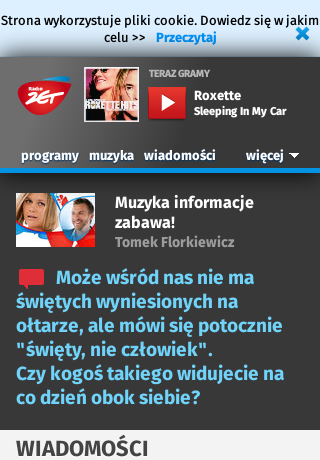 Strona wykorzystuje pliki cookie. Dowiedz się w jakim
celu >> Przeczytaj
TERAZ GRAMY
Radio
ZET
ROXETTE HITS
Roxette
Sleeping In My Car
programy muzyka wiadomości więcej
Muzyka informacje
zabawa!
Tomek Florkiewicz
Może wśród nas nie ma
świętych wyniesionych na
ołtarze, ale mówi się potocznie
"święty, nie człowiek".
Czy kogoś takiego widujecie na
co dzień obok siebie?
WIADOMOŚCI